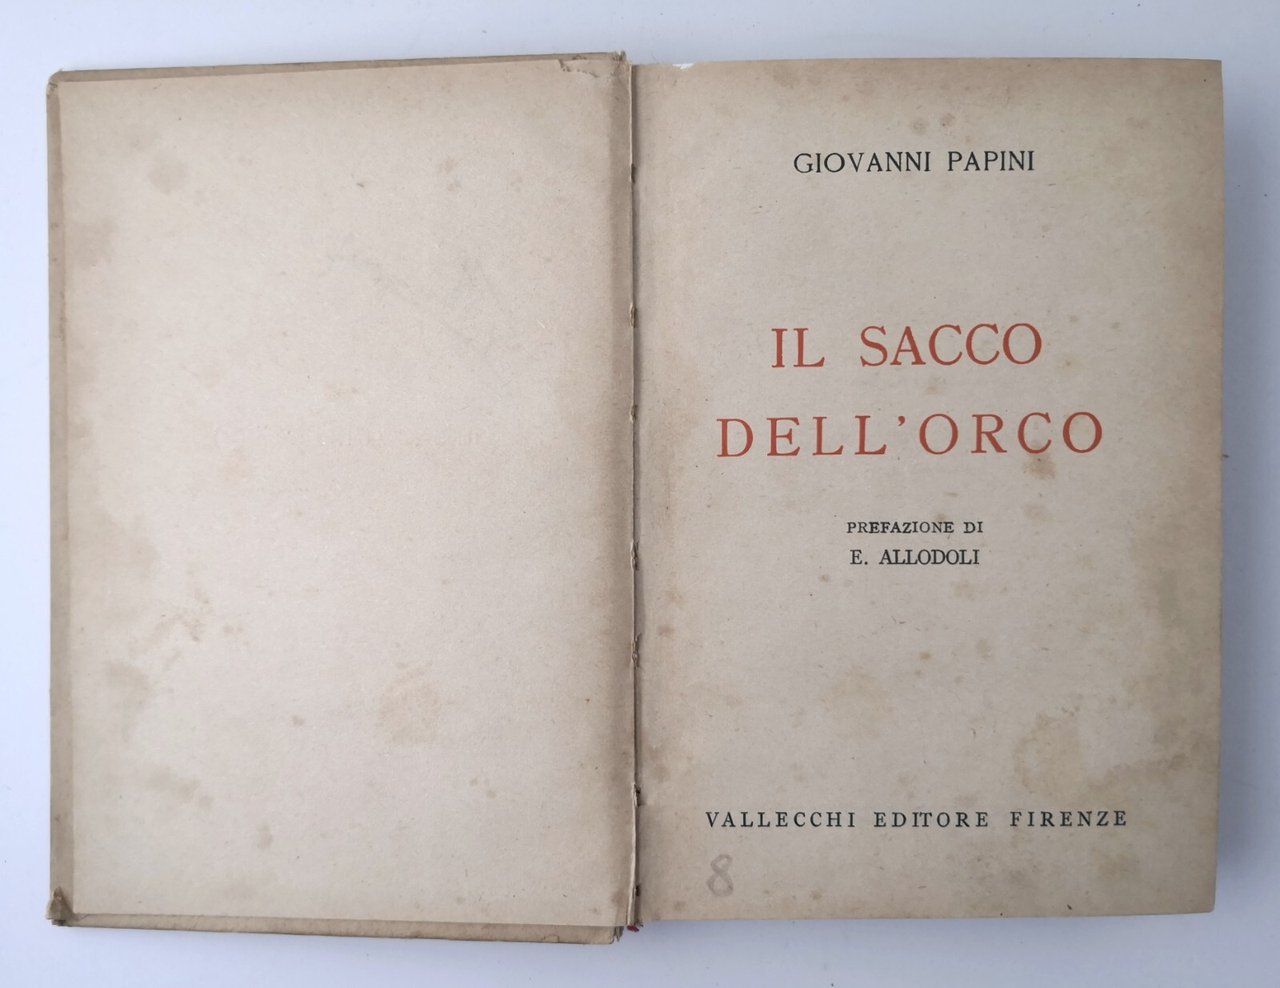 GIOVANNI PAPINI
IL SACCO
DELL'ORCO
PREFAZIONE DI
E. ALLODOLI
VALLECCHI EDITORE FIRENZE
8